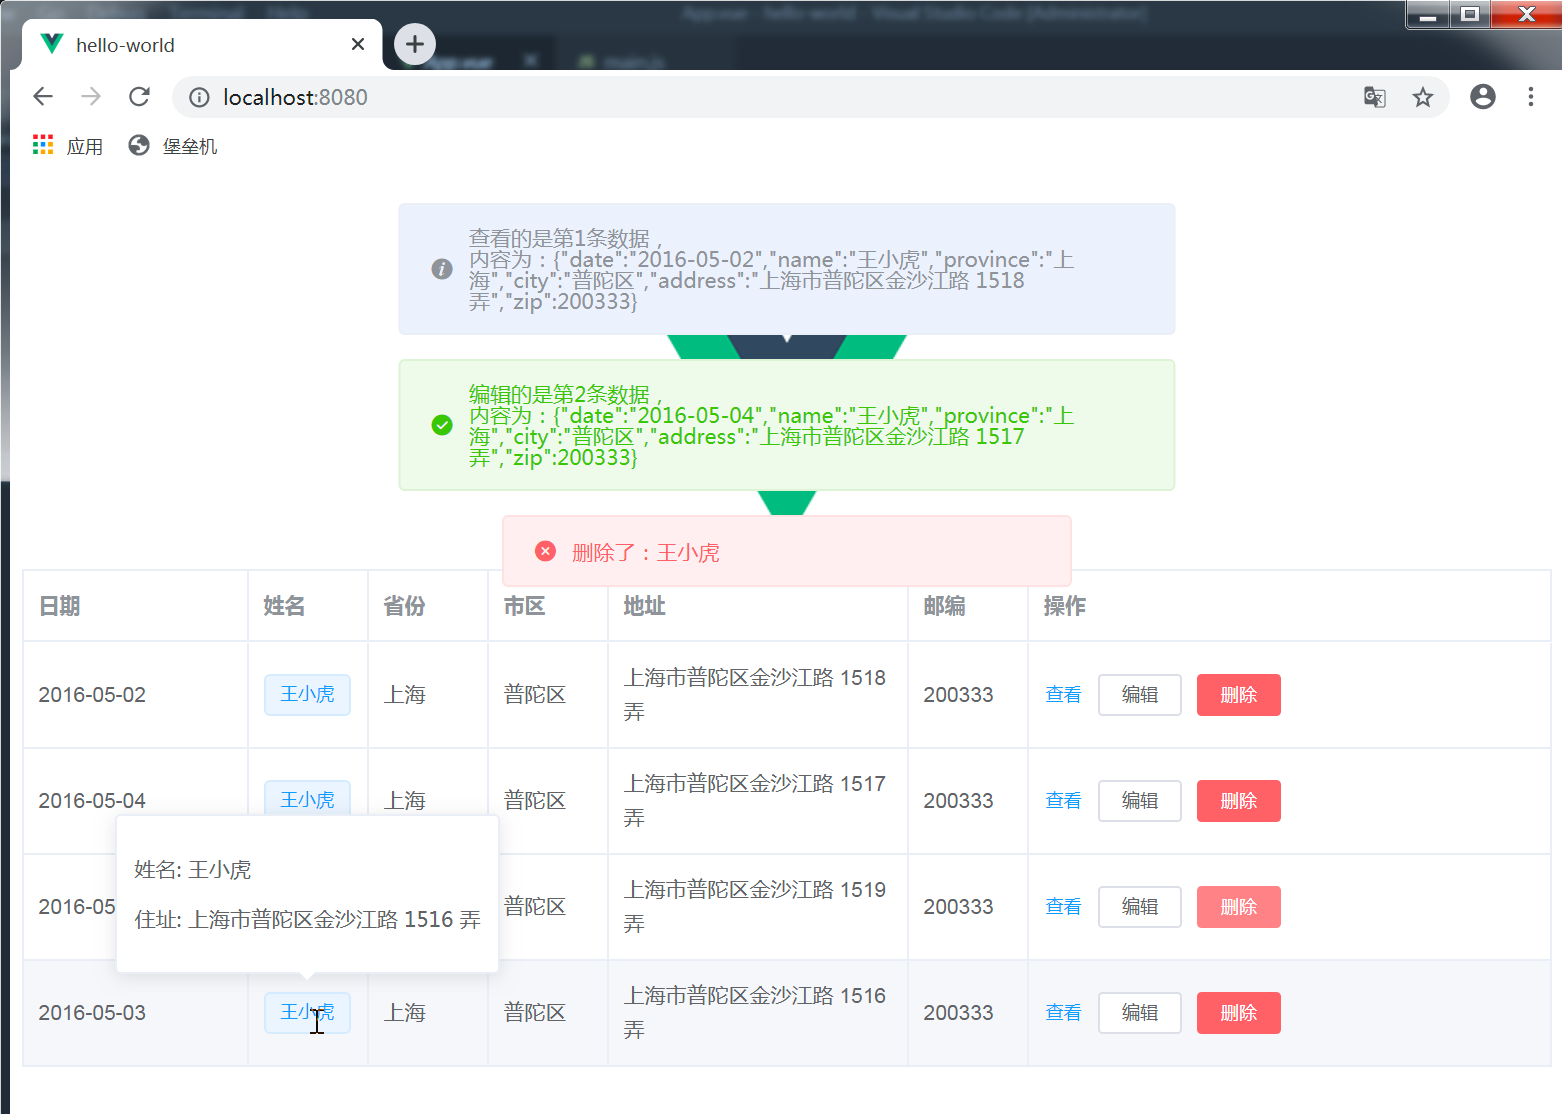 App.vue - hello-world - Visual Studio Code [Administrator]
hello-world
App.vue
main.js
localhost:8080
应用
堡垒机
查看的是第1条数据，
内容为：{"date":"2016-05-02","name":"王小虎","province":"上
海","city":"普陀区","address":"上海市普陀区金沙江路 1518
弄","zip":200333}
编辑的是第2条数据，
内容为：{"date":"2016-05-04","name":"王小虎","province":"上
海","city":"普陀区","address":"上海市普陀区金沙江路 1517
弄","zip":200333}
删除了：王小虎
日期 姓名 省份 市区 地址 邮编 操作
2016-05-02 王小虎 上海 普陀区 上海市普陀区金沙江路 1518 200333 查看 编辑 删除
弄
2016-05-04 王小虎 上海 普陀区 上海市普陀区金沙江路 1517 200333 查看 编辑 删除
弄
姓名: 王小虎
2016-05 普陀区 上海市普陀区金沙江路 1519 200333 查看 编辑 删除
弄
住址: 上海市普陀区金沙江路 1516 弄
2016-05-03 王小虎 上海 普陀区 上海市普陀区金沙江路 1516 200333 查看 编辑 删除
弄